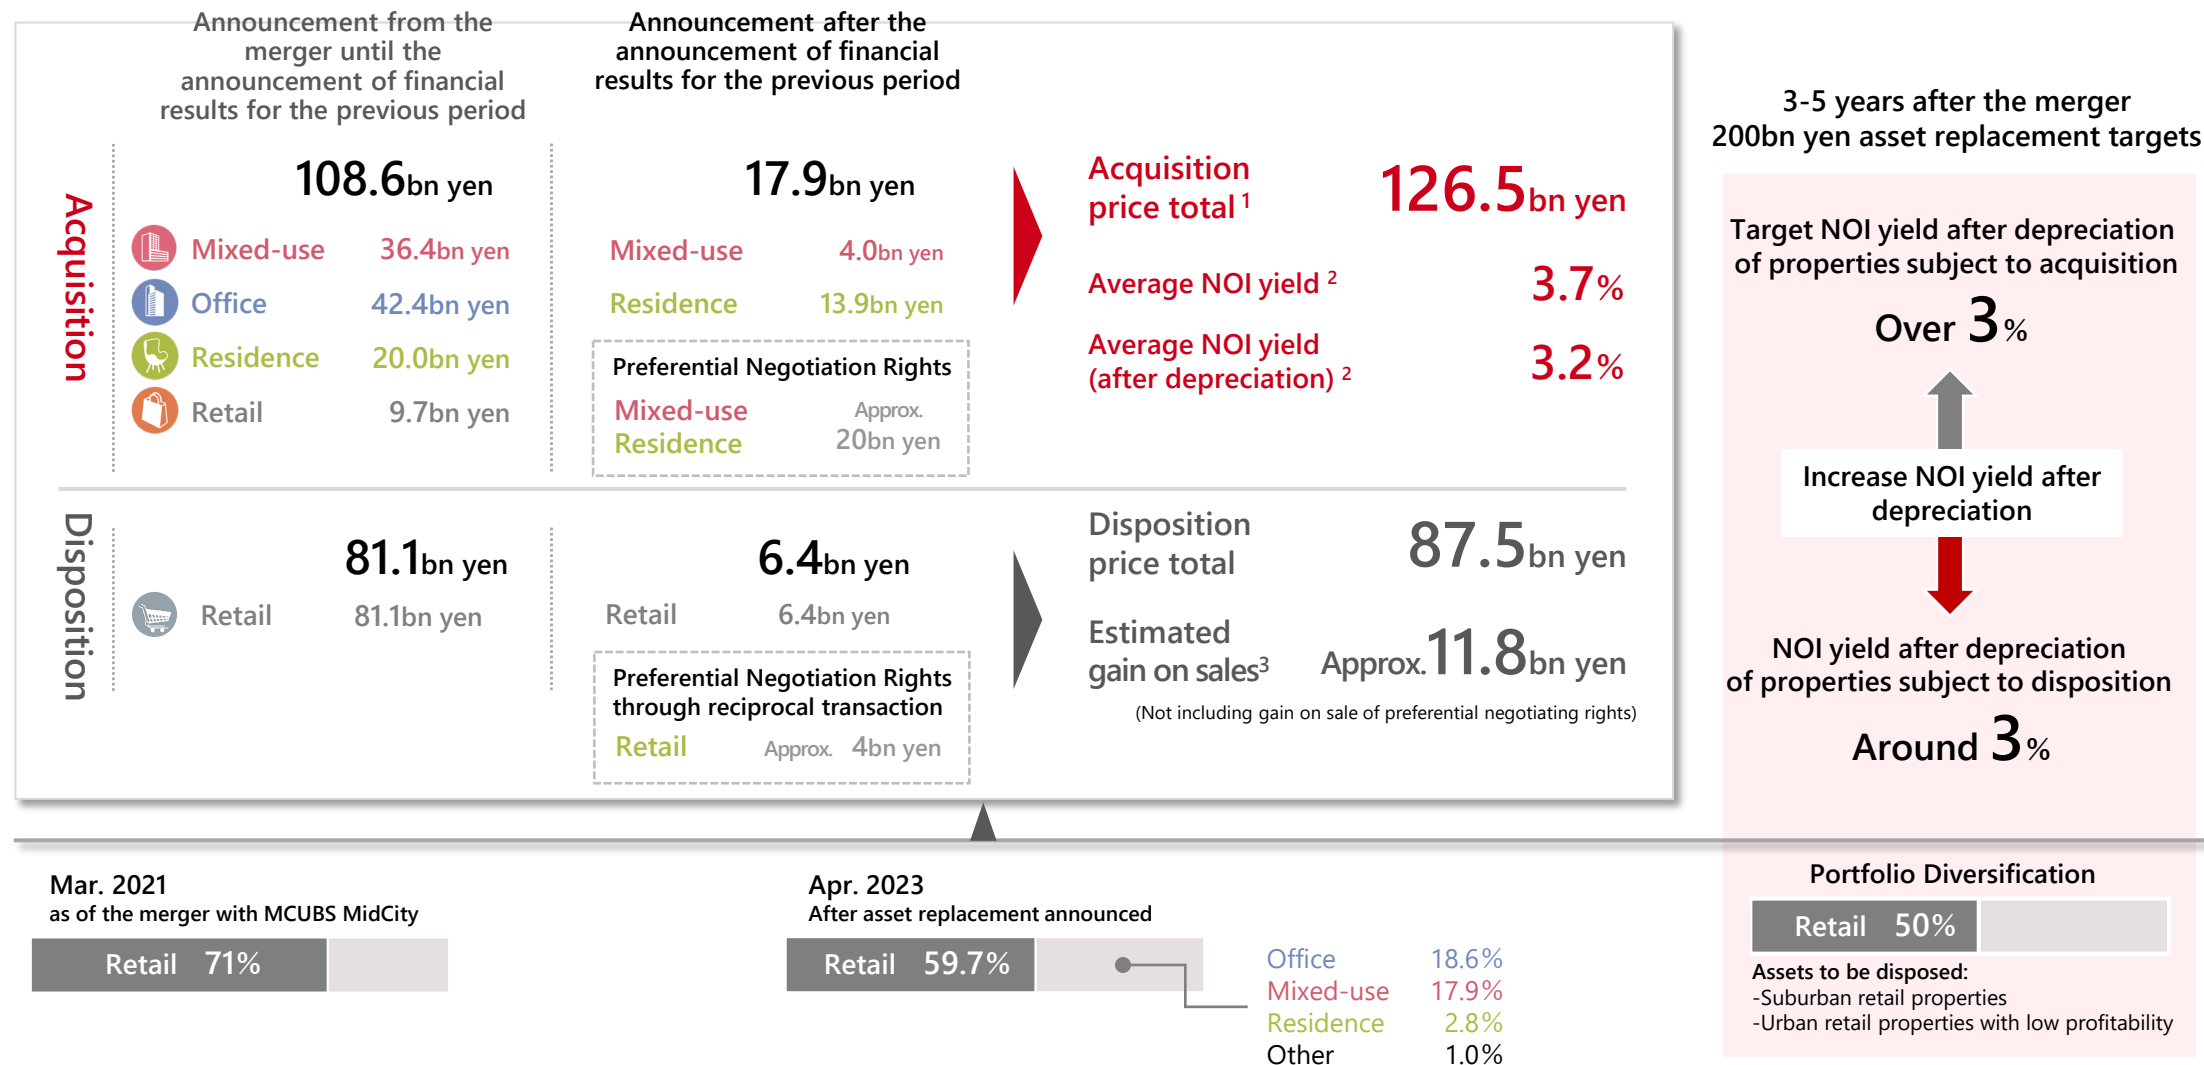 Announcement from the
merger until the
announcement of financial
results for the previous period
Announcement after the
announcement of financial
results for the previous period
Acquisition
108.6bn yen
Mixed-use 36.4bn yen
Office 42.4bn yen
Residence 20.0bn yen
Retail 9.7bn yen
17.9bn yen
Mixed-use 4.0bn yen
Residence 13.9bn yen
Preferential Negotiation Rights
Mixed-use Approx.
Residence 20bn yen
Acquisition
price total 1 126.5bn yen
Average NOI yield 2 3.7%
Average NOI yield
(after depreciation) 2 3.2%
Disposition
81.1bn yen
Retail 81.1bn yen
6.4bn yen
Retail 6.4bn yen
Preferential Negotiation Rights
through reciprocal transaction
Retail Approx. 4bn yen
Disposition
price total 87.5bn yen
Estimated
gain on sales3 Approx. 11.8bn yen
(Not including gain on sale of preferential negotiating rights)
3-5 years after the merger
200bn yen asset replacement targets
Target NOI yield after depreciation
of properties subject to acquisition
Over 3%
Increase NOI yield after
depreciation
NOI yield after depreciation
of properties subject to disposition
Around 3%
Mar. 2021
as of the merger with MCUBS MidCity
Retail 71%
Apr. 2023
After asset replacement announced
Retail 59.7%
Office 18.6%
Mixed-use 17.9%
Residence 2.8%
Other 1.0%
Portfolio Diversification
Retail 50%
Assets to be disposed:
-Suburban retail properties
-Urban retail properties with low profitability